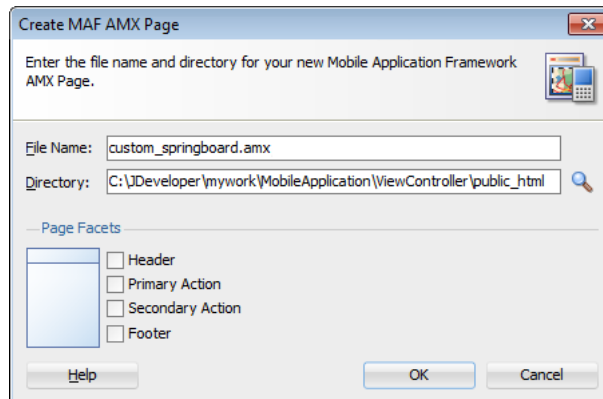 Create MAF AMX Page
Enter the file name and directory for your new Mobile Application Framework
AMX Page.
File Name: custom_springboard.amx
Directory: C:\JDeveloper\mywork\MobileApplication\ViewController\public_html
Page Facets
Header
Primary Action
Secondary Action
Footer
Help OK Cancel